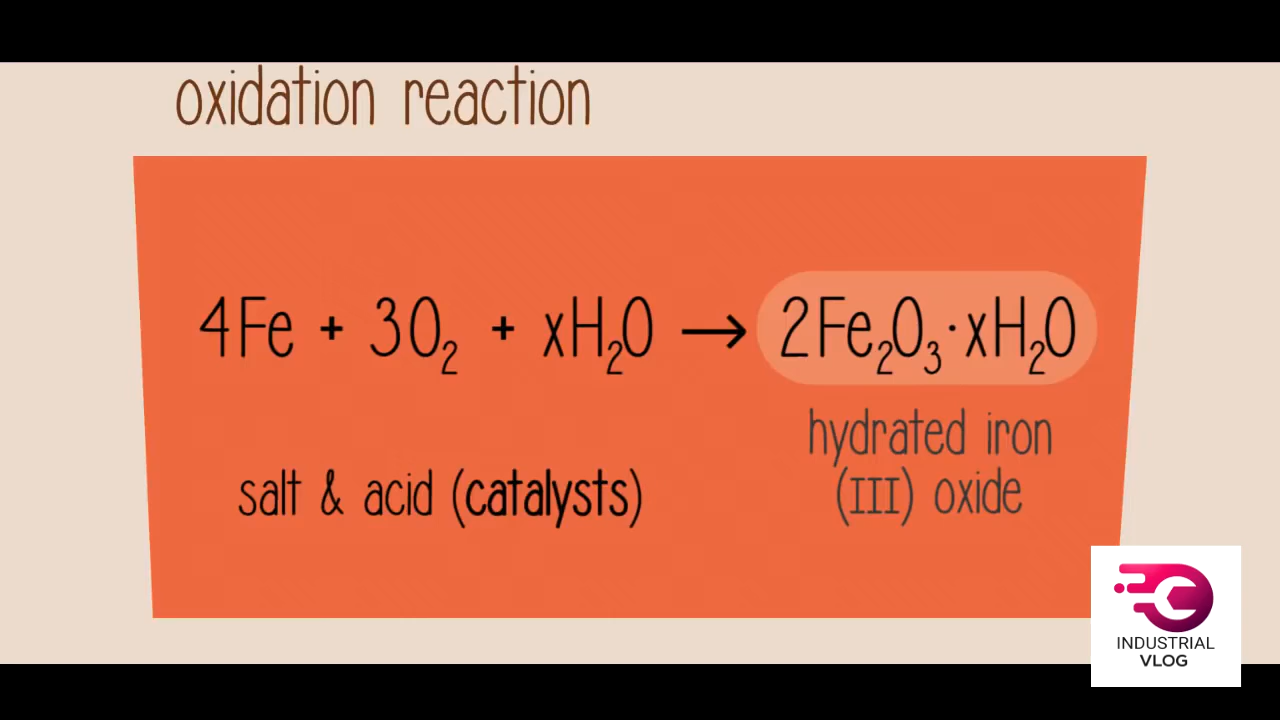 oxidation reaction
4Fe + 3O₂ + xH₂O → 2Fe₂O₃·xH₂O
hydrated iron
(III) oxide
salt & acid (catalysts)
INDUSTRIAL
VLOG